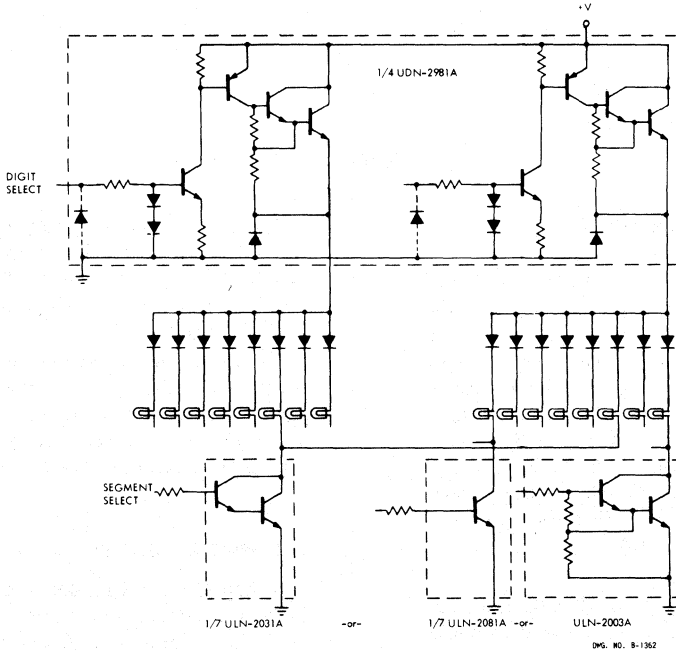 +V
1/4 UDN-2981A
DIGIT
SELECT
SEGMENT
SELECT
1/7 ULN-2031A
-or-
1/7 ULN-2081A
-or-
ULN-2003A
DWG. NO. B-1362